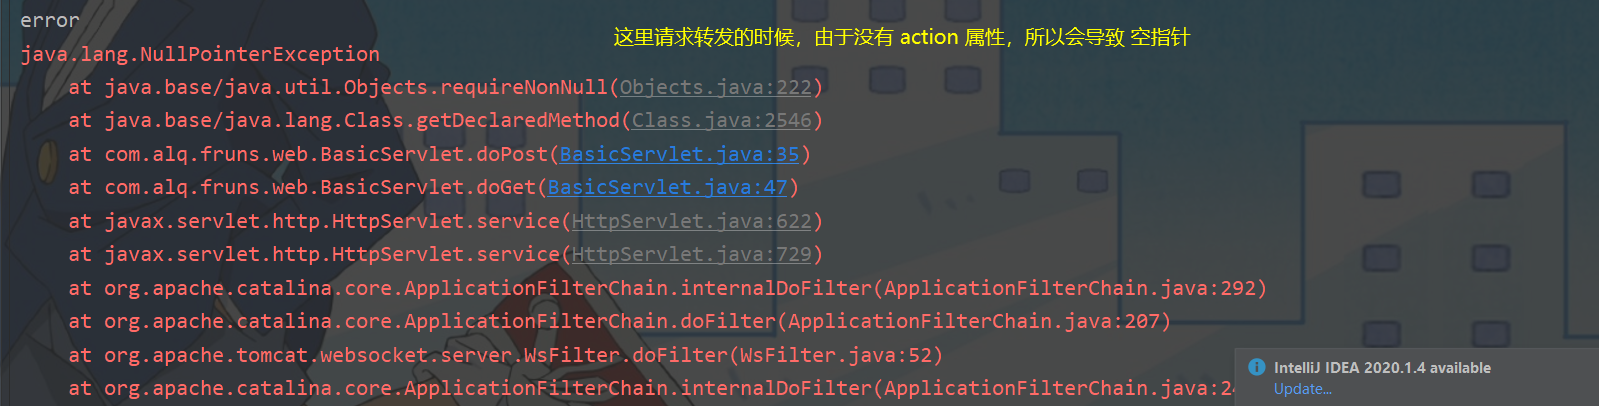 error
这里请求转发的时候，由于没有 action 属性，所以会导致 空指针
java.lang.NullPointerException
at java.base/java.util.Objects.requireNonNull(Objects.java:222)
at java.base/java.lang.Class.getDeclaredMethod(Class.java:2546)
at com.alq.fruns.web.BasicServlet.doPost(BasicServlet.java:35)
at com.alq.fruns.web.BasicServlet.doGet(BasicServlet.java:47)
at javax.servlet.http.HttpServlet.service(HttpServlet.java:622)
at javax.servlet.http.HttpServlet.service(HttpServlet.java:729)
at org.apache.catalina.core.ApplicationFilterChain.internalDoFilter(ApplicationFilterChain.java:292)
at org.apache.catalina.core.ApplicationFilterChain.doFilter(ApplicationFilterChain.java:207)
at org.apache.tomcat.websocket.server.WsFilter.doFilter(WsFilter.java:52)
at org.apache.catalina.core.ApplicationFilterChain.internalDoFilter(ApplicationFilterChain.java:24
IntelliJ IDEA 2020.1.4 available
Update...